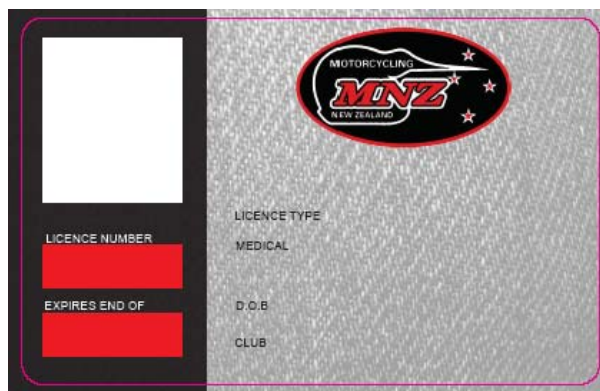 MOTORCYCLING
MNZ
NEW ZEALAND
LICENCE TYPE
LICENCE NUMBER
MEDICAL
EXPIRES END OF
D.O.B
CLUB